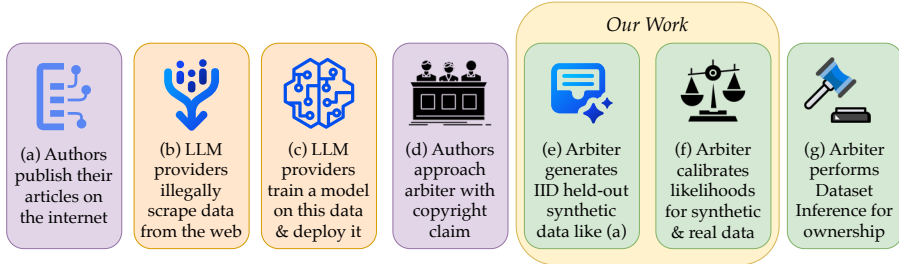 Our Work
(a) Authors
publish their
articles on
the internet
(b) LLM
providers
illegally
scrape data
from the web
(c) LLM
providers
train a model
on this data
& deploy it
(d) Authors
approach
arbiter with
copyright
claim
(e) Arbiter
generates
IID held-out
synthetic
data like (a)
(f) Arbiter
calibrates
likelihoods
for synthetic
& real data
(g) Arbiter
performs
Dataset
Inference for
ownership